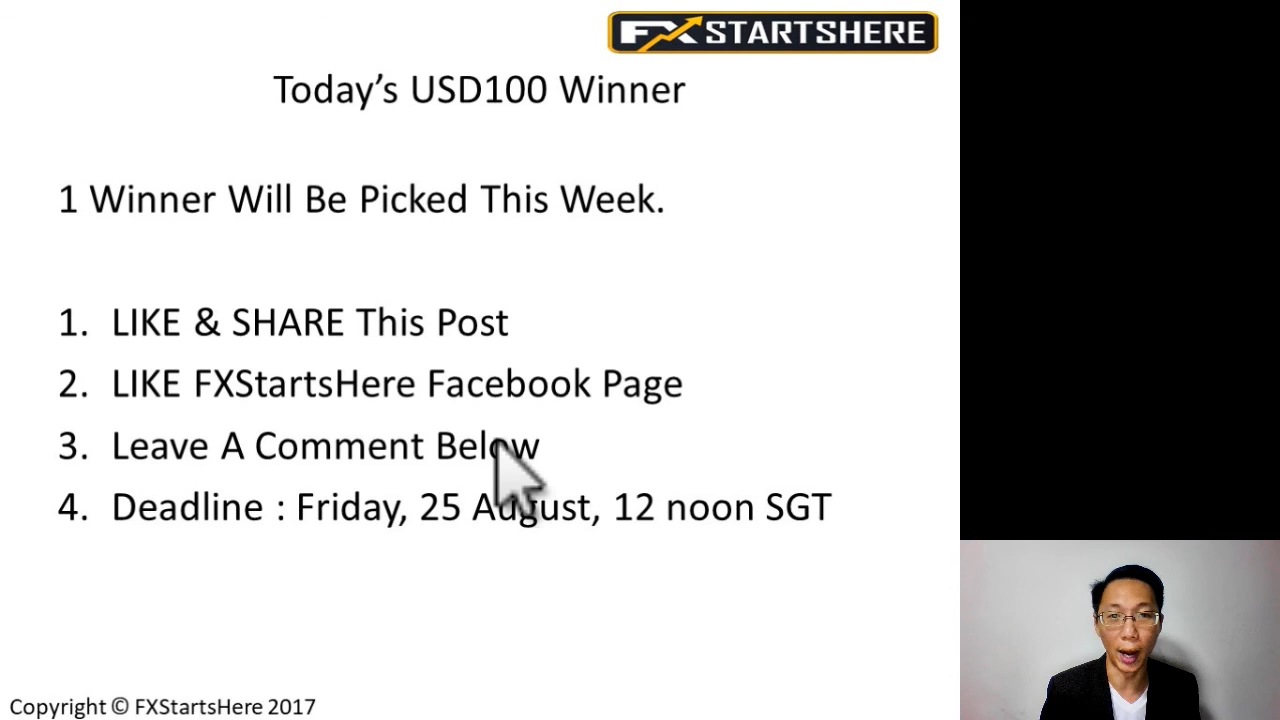 FX STARTSHERE
Today’s USD100 Winner
1 Winner Will Be Picked This Week.
1. LIKE & SHARE This Post
2. LIKE FXStartsHere Facebook Page
3. Leave A Comment Below
4. Deadline : Friday, 25 August, 12 noon SGT
Copyright © FXStartsHere 2017